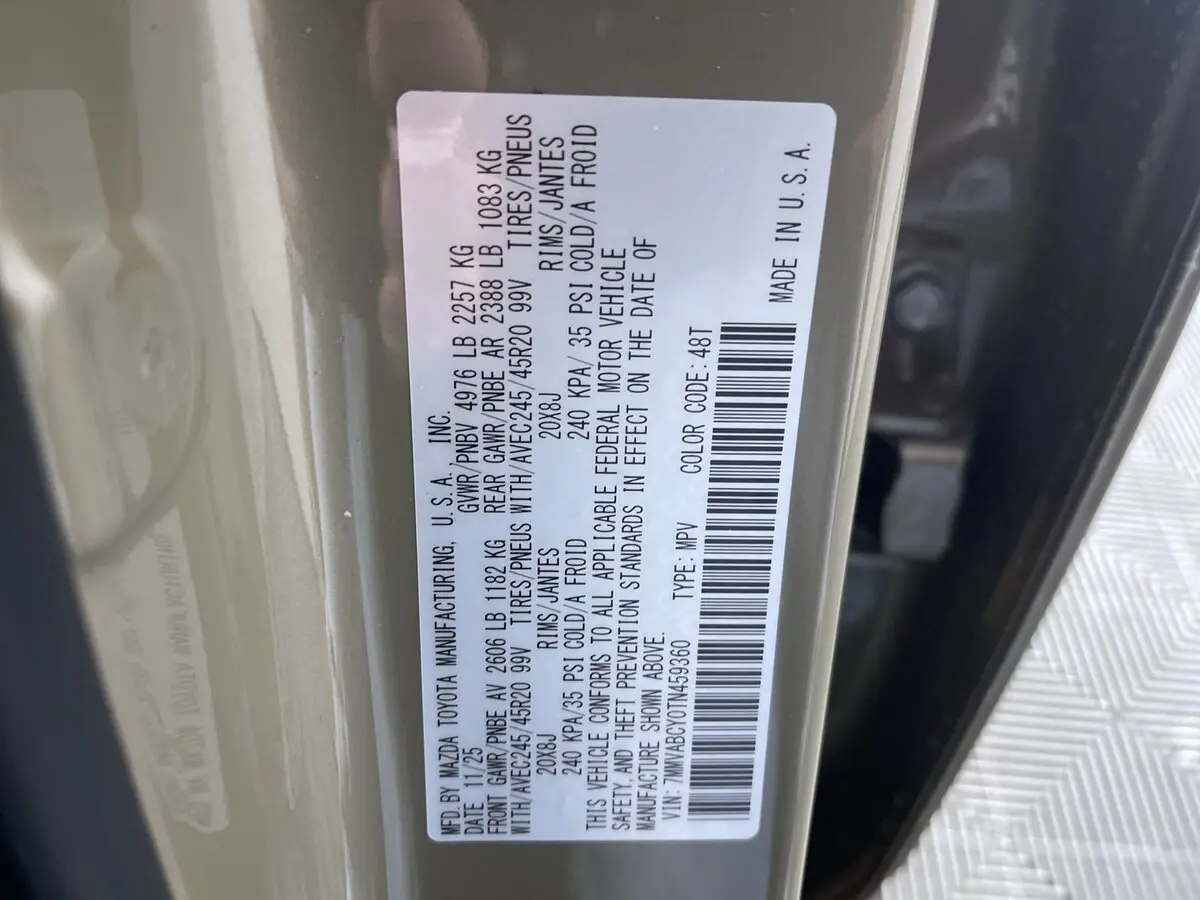 MFD. BY MAZDA TOYOTA MANUFACTURING, U.S.A. INC.
DATE 11/25 GVWR/PNBV 4976 LB 2257 KG
FRONT GAWR/PNBE AV 2606 LB 1182 KG REAR GAWR/PNBE AR 2388 LB 1083 KG
WITH/AVEC245/45R20 99V TIRES/PNEUS WITH/AVEC245/45R20 99V TIRES/PNEUS
20X8J RIMS/JANTES 20X8J RIMS/JANTES
240 KPA/35 PSI COLD/A FROID 240 KPA/ 35 PSI COLD/A FROID
THIS VEHICLE CONFORMS TO ALL APPLICABLE FEDERAL MOTOR VEHICLE
SAFETY, AND THEFT PREVENTION STANDARDS IN EFFECT ON THE DATE OF
MANUFACTURE SHOWN ABOVE.
VIN: 7MMVABCY0TN459360 TYPE: MPV COLOR CODE: 48T
MADE IN U.S.A.